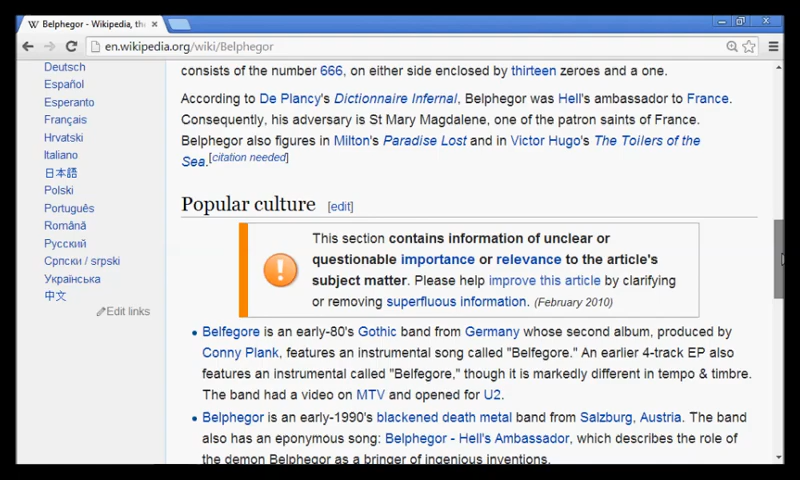 Belphegor - Wikipedia, the
en.wikipedia.org/wiki/Belphegor
Deutsch
Español
Esperanto
Français
Hrvatski
Italiano
日本語
Polski
Português
Română
Русский
Српски / srpski
Українська
中文
Edit links
consists of the number 666, on either side enclosed by thirteen zeroes and a one.
According to De Plancy's Dictionnaire Infernal, Belphegor was Hell's ambassador to France.
Consequently, his adversary is St Mary Magdalene, one of the patron saints of France.
Belphegor also figures in Milton's Paradise Lost and in Victor Hugo's The Toilers of the
Sea.[citation needed]
Popular culture [edit]
This section contains information of unclear or
questionable importance or relevance to the article's
subject matter. Please help improve this article by clarifying
or removing superfluous information. (February 2010)
Belfegore is an early-80's Gothic band from Germany whose second album, produced by
Conny Plank, features an instrumental song called "Belfegore." An earlier 4-track EP also
features an instrumental called "Belfegore," though it is markedly different in tempo & timbre.
The band had a video on MTV and opened for U2.
Belphegor is an early-1990's blackened death metal band from Salzburg, Austria. The band
also has an eponymous song: Belphegor - Hell's Ambassador, which describes the role of
the demon Belphegor as a bringer of ingenious inventions.